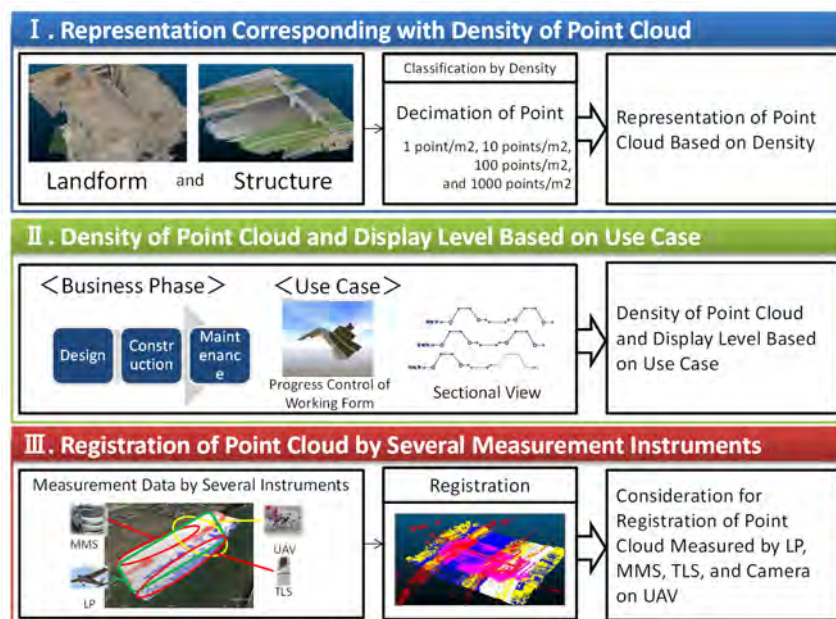 Ⅰ. Representation Corresponding with Density of Point Cloud
Landform and Structure
Classification by Density
Decimation of Point
1 point/m2, 10 points/m2,
100 points/m2,
and 1000 points/m2
Representation of Point
Cloud Based on Density
Ⅱ. Density of Point Cloud and Display Level Based on Use Case
＜Business Phase＞
Design
Constr
uction
Maint
enanc
e
＜Use Case＞
Progress Control of
Working Form
Sectional View
Density of Point Cloud
and Display Level Based
on Use Case
Ⅲ. Registration of Point Cloud by Several Measurement Instruments
Measurement Data by Several Instruments
MMS
UAV
LP
TLS
Registration
Consideration for
Registration of Point
Cloud Measured by LP,
MMS, TLS, and Camera
on UAV